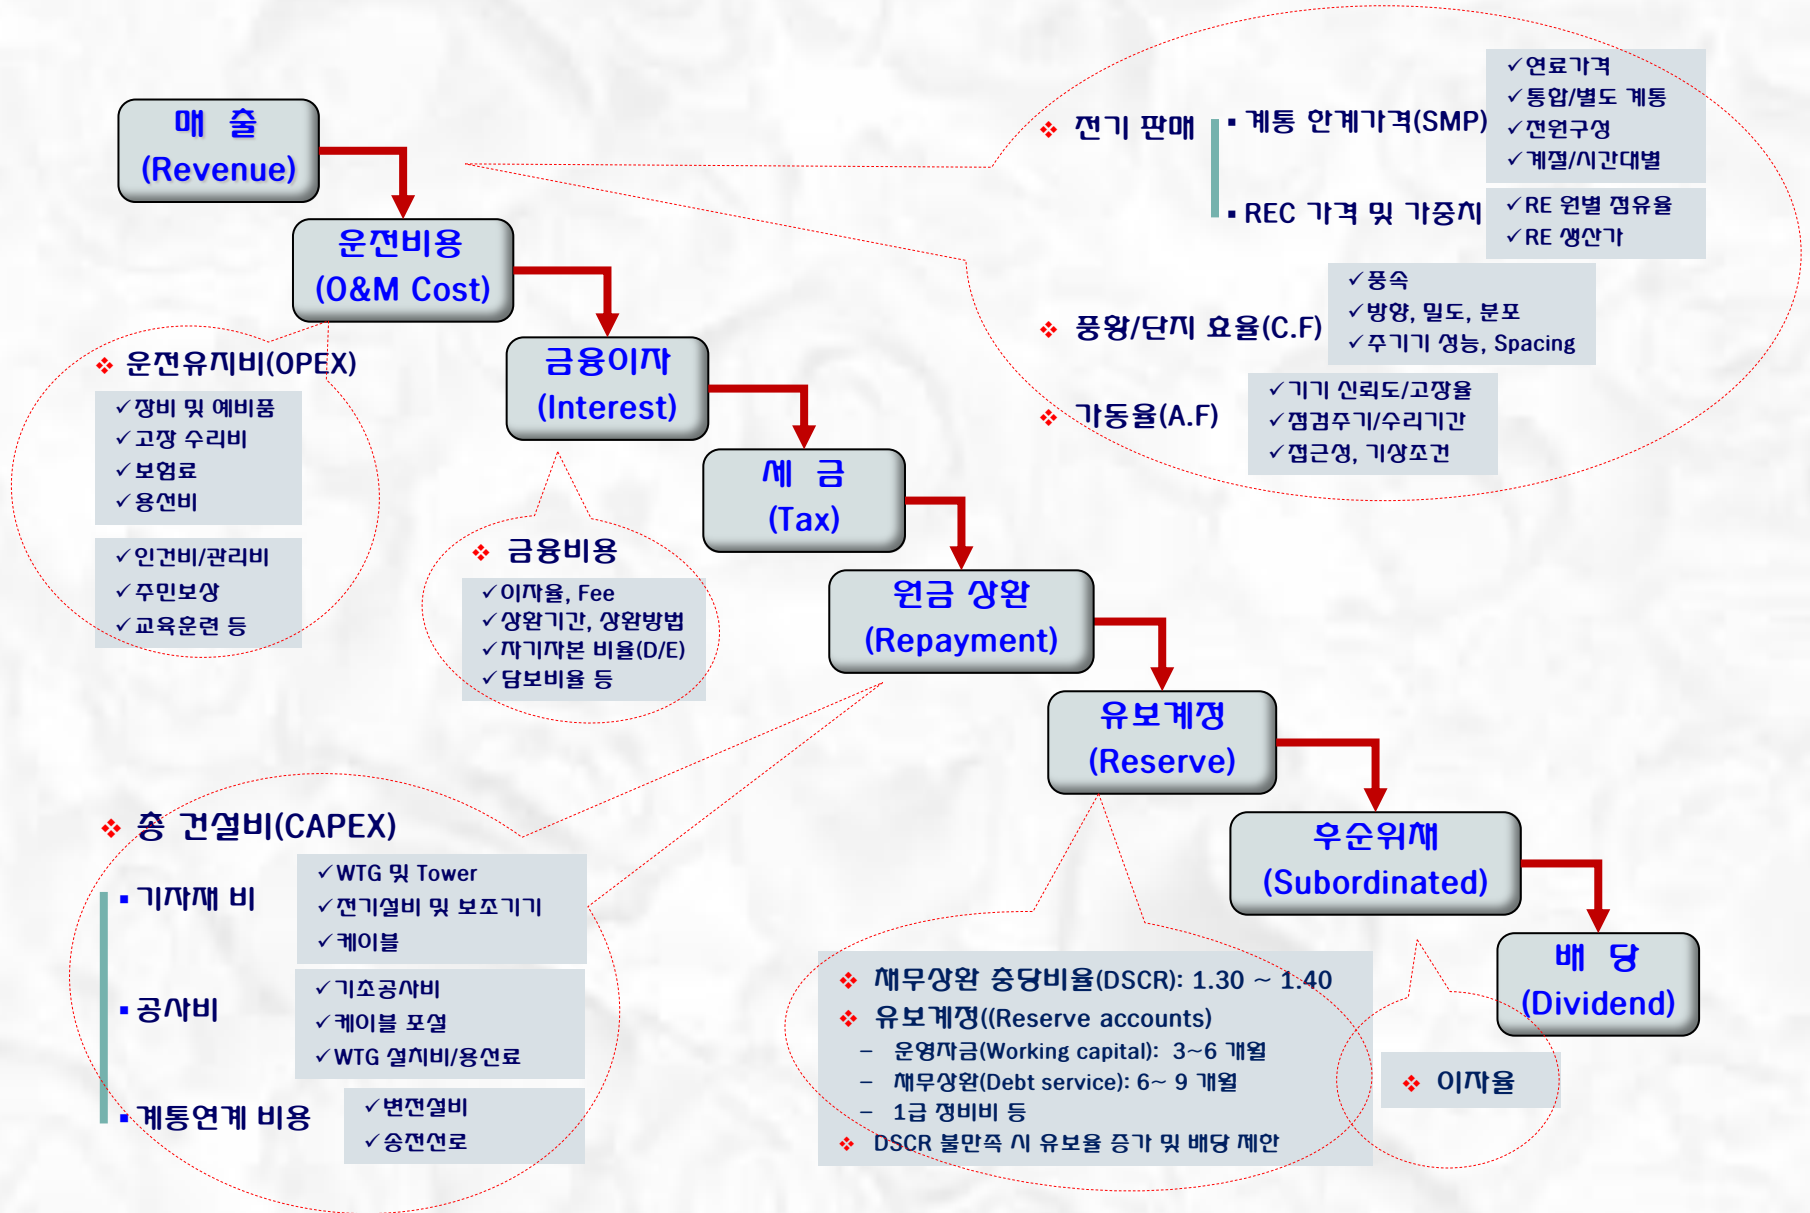 매 출
(Revenue)
운전비용
(O&M Cost)
금융이자
(Interest)
세 금
(Tax)
원금 상환
(Repayment)
유보계정
(Reserve)
후순위채
(Subordinated)
배 당
(Dividend)
❖ 전기 판매
▪ 계통 한계가격(SMP)
✓연료가격
✓통합/별도 계통
✓전원구성
✓계절/시간대별
▪ REC 가격 및 가중치
✓RE 원별 점유율
✓RE 생산가
❖ 풍황/단지 효율(C.F)
✓풍속
✓방향, 밀도, 분포
✓주기기 성능, Spacing
❖ 가동율(A.F)
✓기기 신뢰도/고장율
✓점검주기/수리기간
✓접근성, 기상조건
❖ 운전유지비(OPEX)
✓장비 및 예비품
✓고장 수리비
✓보험료
✓용선비
✓인건비/관리비
✓주민보상
✓교육훈련 등
❖ 금융비용
✓이자율, Fee
✓상환기간, 상환방법
✓자기자본 비율(D/E)
✓담보비율 등
❖ 총 건설비(CAPEX)
▪ 기자재 비
✓WTG 및 Tower
✓전기설비 및 보조기기
✓케이블
▪ 공사비
✓기초공사비
✓케이블 포설
✓WTG 설치비/용선료
▪ 계통연계 비용
✓변전설비
✓송전선로
❖ 채무상환 충당비율(DSCR): 1.30 ~ 1.40
❖ 유보계정((Reserve accounts)
– 운영자금(Working capital): 3~6 개월
– 채무상환(Debt service): 6~ 9 개월
– 1급 정비비 등
❖ DSCR 불만족 시 유보율 증가 및 배당 제안
❖ 이자율